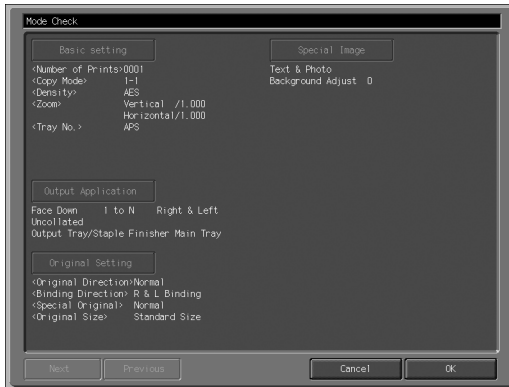 Mode Check
Basic setting
<Number of Prints>0001
<Copy Mode> 1-1
<Density> AES
<Zoom> Vertical /1.000
Horizontal/1.000
<Tray No.> APS
Special Image
Text & Photo
Background Adjust 0
Output Application
Face Down 1 to N Right & Left
Uncollated
Output Tray/Staple Finisher Main Tray
Original Setting
<Original Direction>Normal
<Binding Direction> R & L Binding
<Special Original> Normal
<Original Size> Standard Size
Next Previous Cancel OK